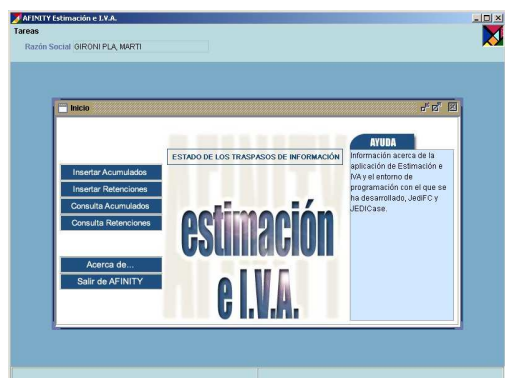 AFINITY Estimación e I.V.A.
Tareas
Razón Social GIRONI PLA, MARTI
Inicio
AYUDA
ESTADO DE LOS TRASPASOS DE INFORMACIÓN
Información acerca de la
aplicación de Estimación e
IVA y el entorno de
programación con el que se
ha desarrollado, JediFC y
JEDICase.
Insertar Acumulados
Insertar Retenciones
Consulta Acumulados
Consulta Retenciones
Acerca de...
Salir de AFINITY
AFINITY
estimación
e I.V.A.